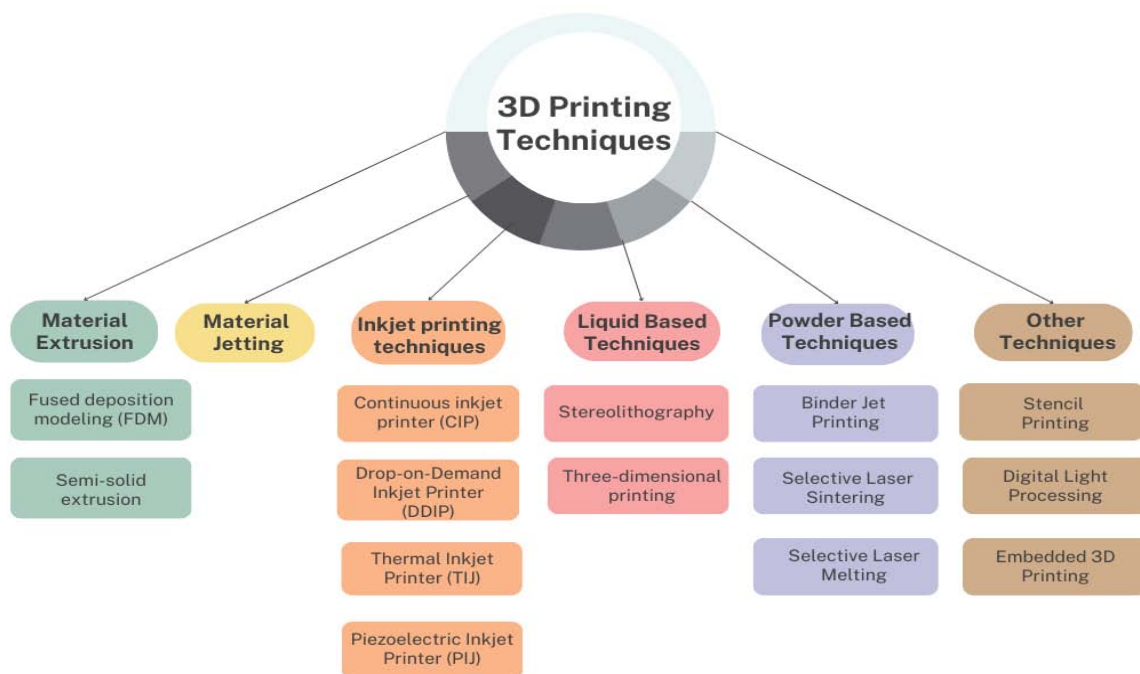 3D Printing
Techniques
Material
Extrusion
Material
Jetting
Inkjet printing
techniques
Liquid Based
Techniques
Powder Based
Techniques
Other
Techniques
Fused deposition
modeling (FDM)
Semi-solid
extrusion
Continuous inkjet
printer (CIP)
Drop-on-Demand
Inkjet Printer
(DDIP)
Thermal Inkjet
Printer (TIJ)
Piezoelectric Inkjet
Printer (PIJ)
Stereolithography
Three-dimensional
printing
Binder Jet
Printing
Selective Laser
Sintering
Selective Laser
Melting
Stencil
Printing
Digital Light
Processing
Embedded 3D
Printing